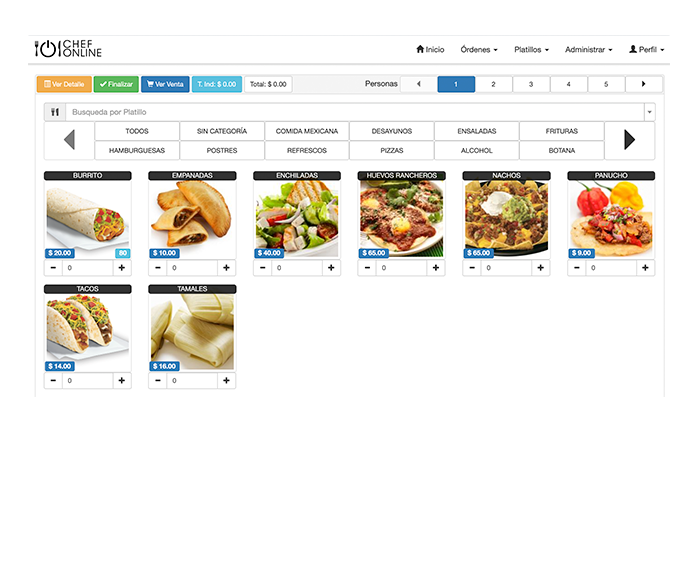 CHEF
ONLINE
Inicio
Órdenes
Platillos
Administrar
Perfil
Ver Detalle
Finalizar
Ver Venta
T. Ind: $ 0.00
Total: $ 0.00
Personas
1 2 3 4 5
Busqueda por Platillo
TODOS SIN CATEGORÍA COMIDA MEXICANA DESAYUNOS ENSALADAS FRITURAS
HAMBURGUESAS POSTRES REFRESCOS PIZZAS ALCOHOL BOTANA
BURRITO EMPANADAS ENCHILADAS HUEVOS RANCHEROS NACHOS PANUCHO
$ 20.00 80 $ 10.00 $ 40.00 $ 65.00 $ 65.00 $ 9.00
- 0 + - 0 + - 0 + - 0 + - 0 + - 0 +
TACOS TAMALES
$ 14.00 $ 16.00
- 0 + - 0 +